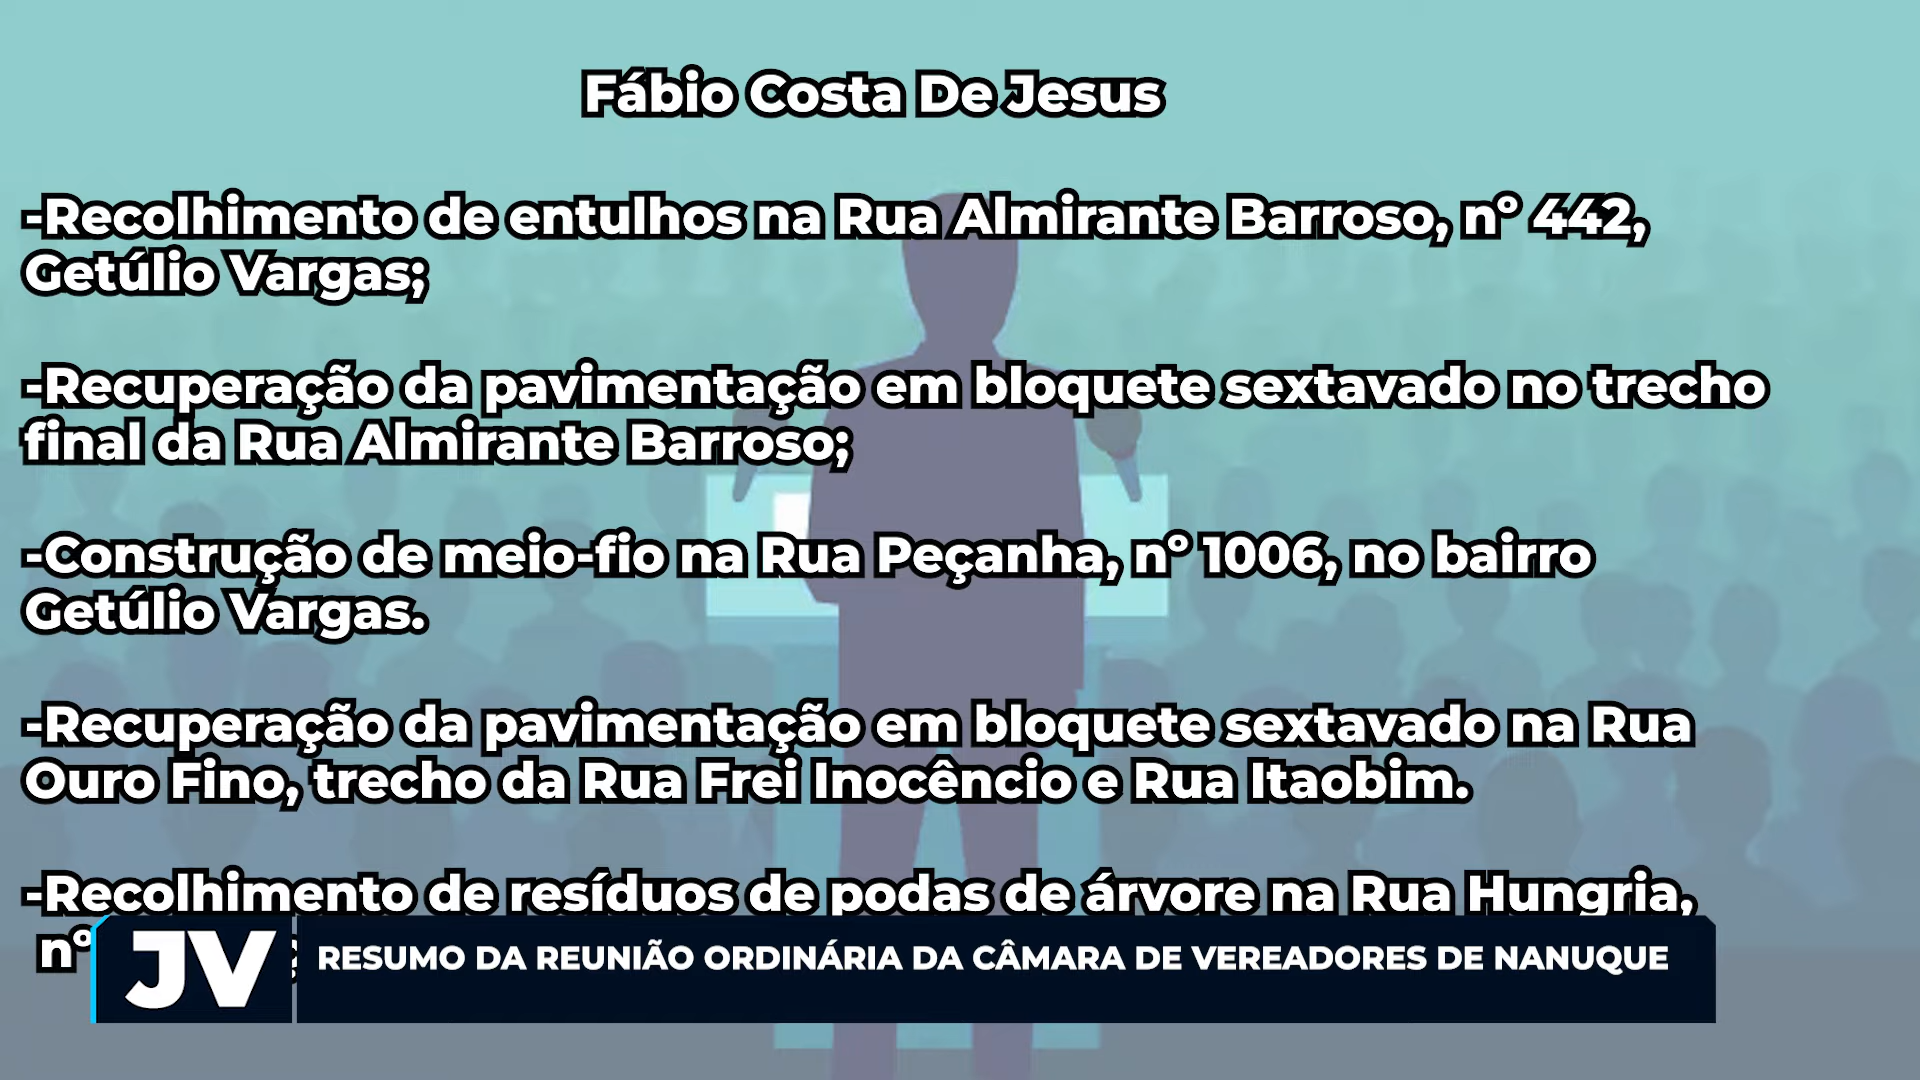 Fábio Costa De Jesus
-Recolhimento de entulhos na Rua Almirante Barroso, nº 442,
Getúlio Vargas;
-Recuperação da pavimentação em bloquete sextavado no trecho
final da Rua Almirante Barroso;
-Construção de meio-fio na Rua Peçanha, nº 1006, no bairro
Getúlio Vargas.
-Recuperação da pavimentação em bloquete sextavado na Rua
Ouro Fino, trecho da Rua Frei Inocêncio e Rua Itaobim.
-Recolhimento de resíduos de podas de árvore na Rua Hungria,
nº
JV
RESUMO DA REUNIÃO ORDINÁRIA DA CÂMARA DE VEREADORES DE NANUQUE